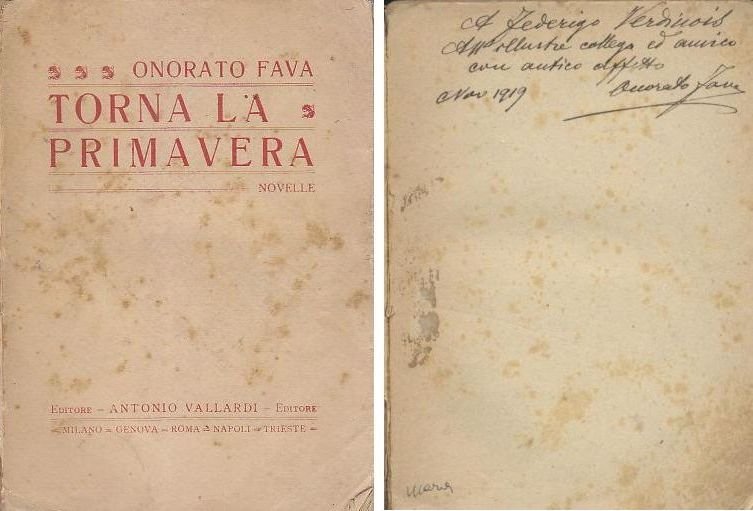 ONORATO FAVA
TORNA LA
PRIMAVERA
NOVELLE
EDITORE - ANTONIO VALLARDI - EDITORE
MILANO - GENOVA - ROMA - NAPOLI - TRIESTE
A Federigo Verdinois
All'illustre collega ed amico
con antico affetto
Nov 1919 Onorato Fava